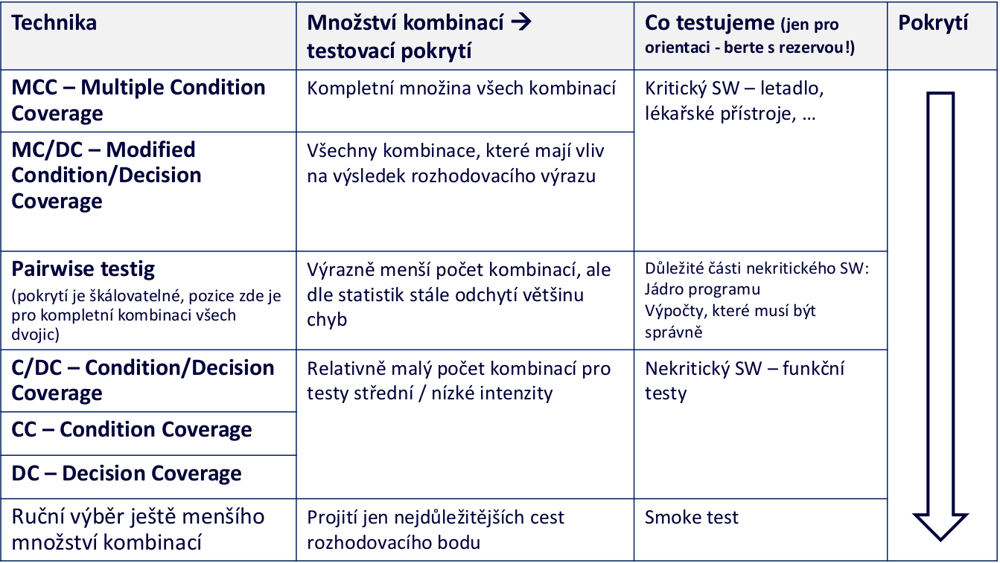 Technika
Množství kombinací →
testovací pokrytí
Co testujeme (jen pro
orientaci - berte s rezervou!)
Pokrytí
MCC – Multiple Condition
Coverage
Kompletní množina všech kombinací
Kritický SW – letadlo,
lékařské přístroje, …
MC/DC – Modified
Condition/Decision
Coverage
Všechny kombinace, které mají vliv
na výsledek rozhodovacího výrazu
Pairwise testig
(pokrytí je škálovatelné, pozice zde je
pro kompletní kombinaci všech
dvojic)
Výrazně menší počet kombinací, ale
dle statistik stále odchytí většinu
chyb
Důležité části nekritického SW:
Jádro programu
Výpočty, které musí být
správně
C/DC – Condition/Decision
Coverage
Relativně malý počet kombinací pro
testy střední / nízké intenzity
Nekritický SW – funkční
testy
CC – Condition Coverage
DC – Decision Coverage
Ruční výběr ještě menšího
množství kombinací
Projití jen nejdůležitějších cest
rozhodovacího bodu
Smoke test